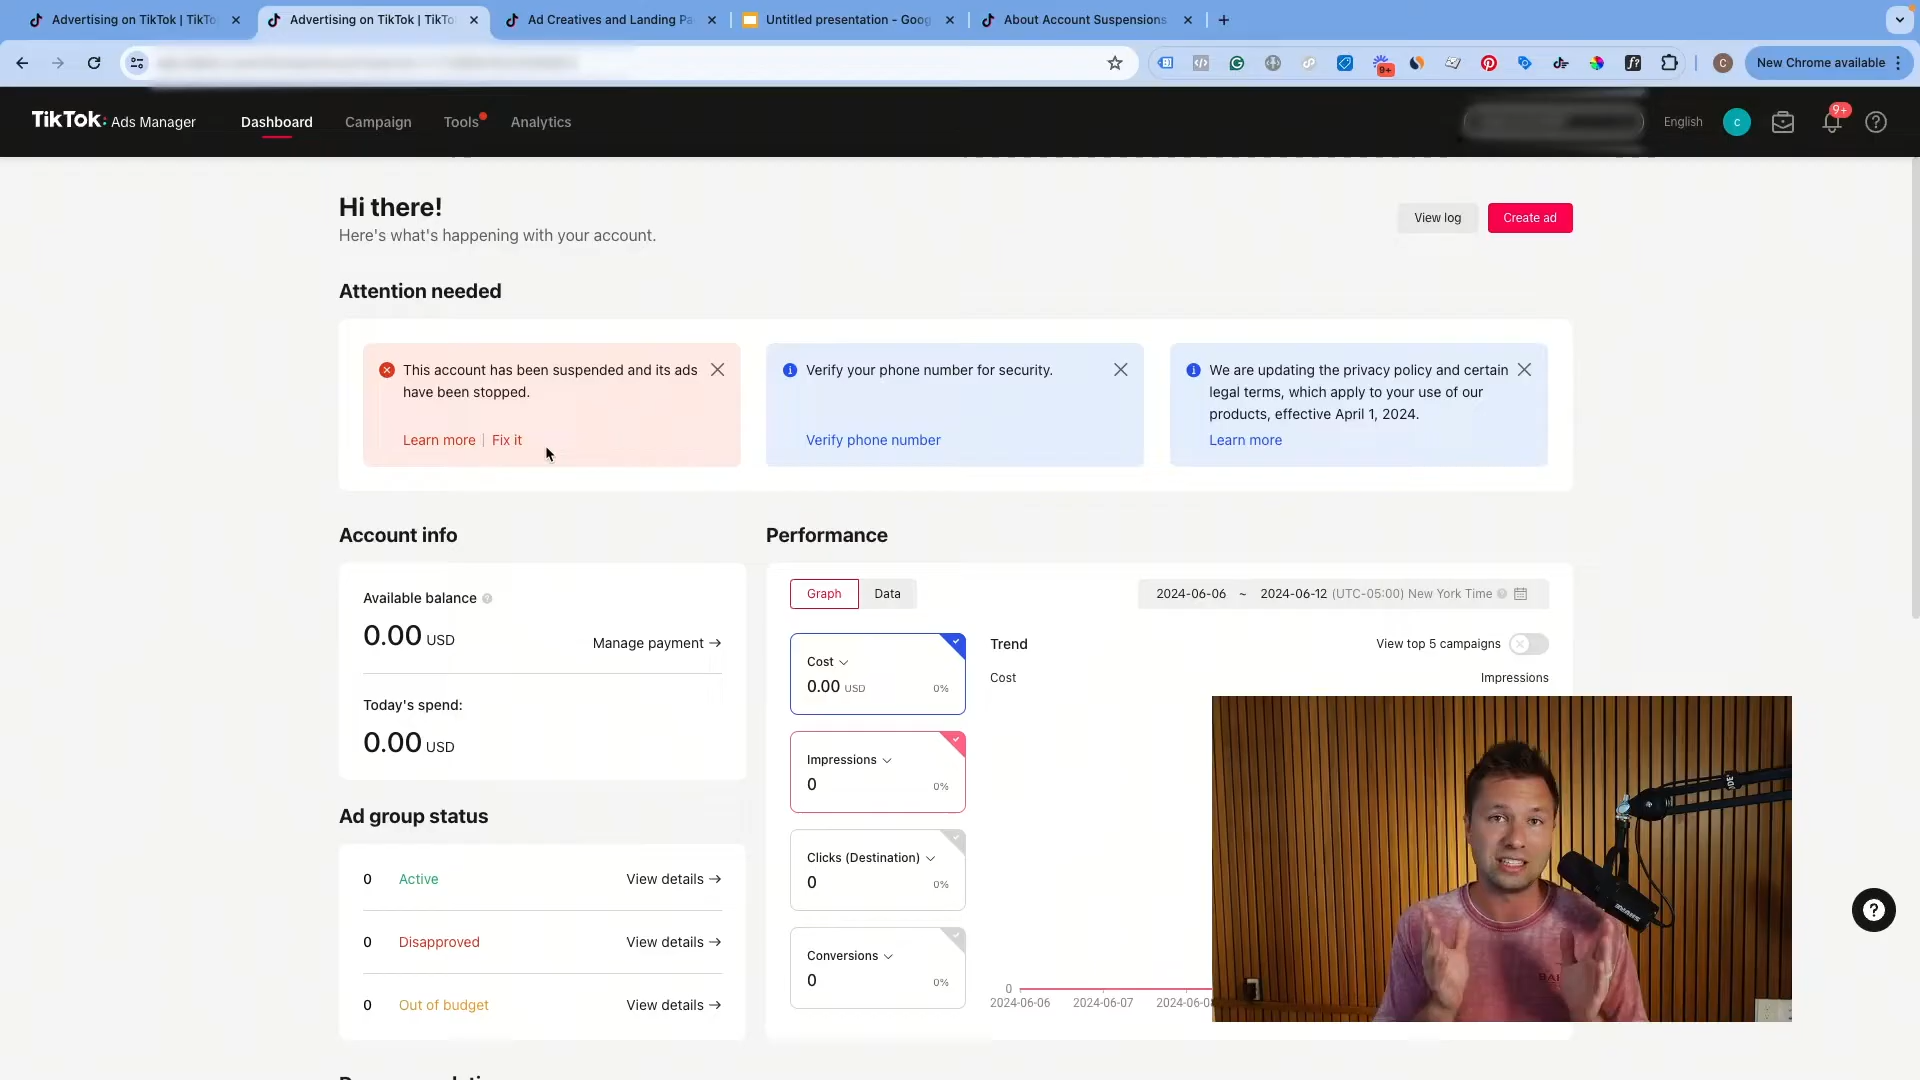 Advertising on TikTok | TikTo
Advertising on TikTok | TikTo
Ad Creatives and Landing Pa
Untitled presentation - Goog
About Account Suspensions
9+
C
New Chrome available
TikTok: Ads Manager
Dashboard
Campaign
Tools
Analytics
English
C
9+
Hi there!
Here's what's happening with your account.
View log
Create ad
Attention needed
This account has been suspended and its ads
have been stopped.
Learn more | Fix it
Verify your phone number for security.
Verify phone number
We are updating the privacy policy and certain
legal terms, which apply to your use of our
products, effective April 1, 2024.
Learn more
Account info
Available balance
0.00 USD
Manage payment →
Today's spend:
0.00 USD
Ad group status
0 Active View details →
0 Disapproved View details →
0 Out of budget View details →
Performance
Graph
Data
2024-06-06 ~ 2024-06-12 (UTC-05:00) New York Time
Cost
0.00 USD 0%
Impressions
0 0%
Clicks (Destination)
0 0%
Conversions
0 0%
Trend
View top 5 campaigns
Cost
Impressions
0
2024-06-06 2024-06-07 2024-06-08